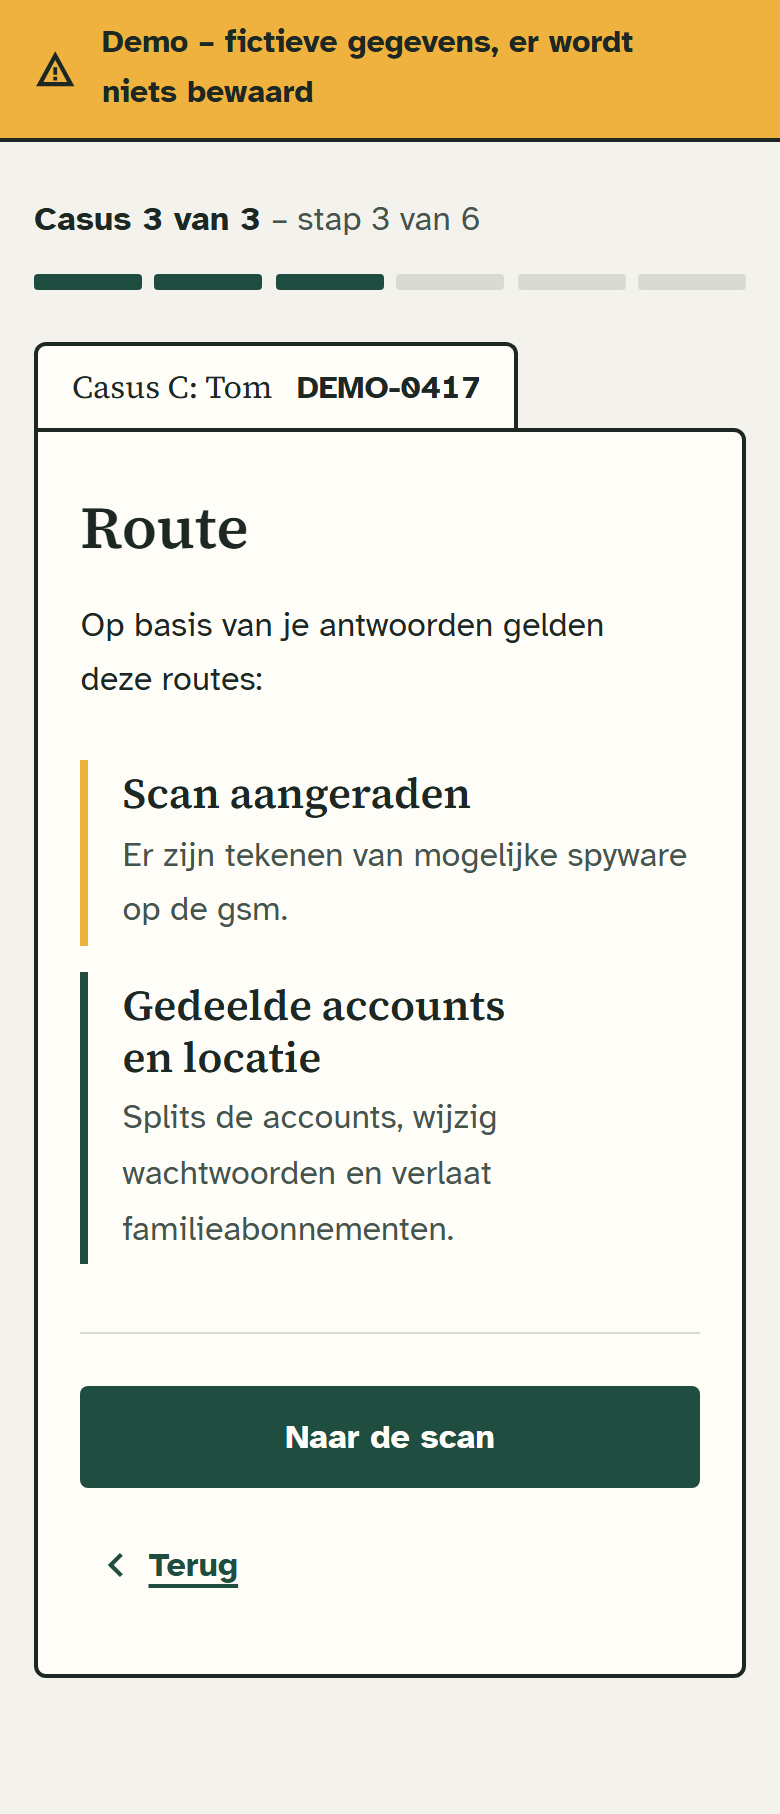 Demo – fictieve gegevens, er wordt
niets bewaard
Casus 3 van 3 – stap 3 van 6
Casus C: Tom DEMO-0417
Route
Op basis van je antwoorden gelden
deze routes:
Scan aangeraden
Er zijn tekenen van mogelijke spyware
op de gsm.
Gedeelde accounts
en locatie
Splits de accounts, wijzig
wachtwoorden en verlaat
familieabonnementen.
Naar de scan
Terug